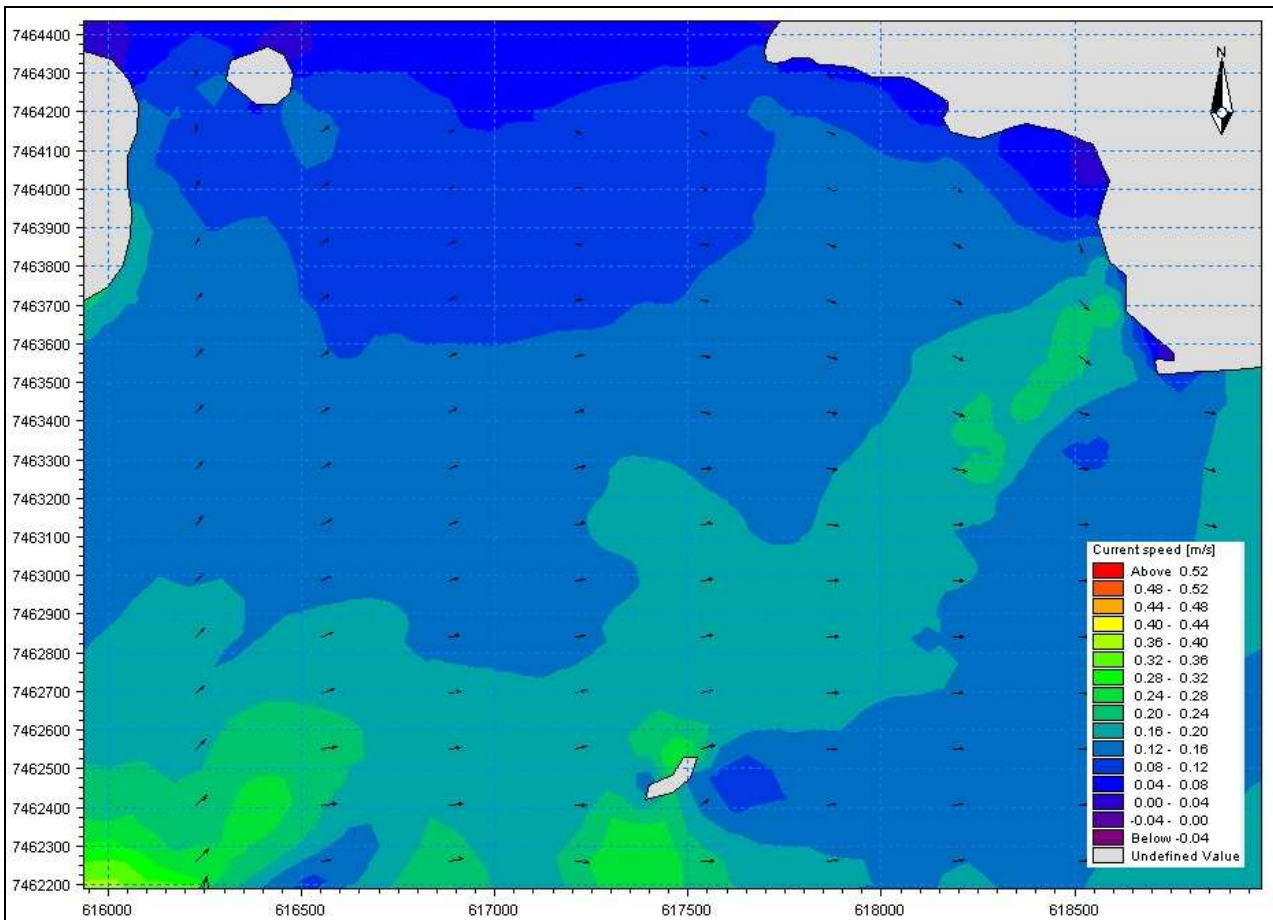 N
7464400
7464300
7464200
7464100
7464000
7463900
7463800
7463700
7463600
7463500
7463400
7463300
7463200
7463100
7463000
7462900
7462800
7462700
7462600
7462500
7462400
7462300
7462200
Current speed [m/s]
Above 0.52
0.48 - 0.52
0.44 - 0.48
0.40 - 0.44
0.36 - 0.40
0.32 - 0.36
0.28 - 0.32
0.24 - 0.28
0.20 - 0.24
0.16 - 0.20
0.12 - 0.16
0.08 - 0.12
0.04 - 0.08
0.00 - 0.04
-0.04 - 0.00
Below -0.04
Undefined Value
616000 616500 617000 617500 618000 618500